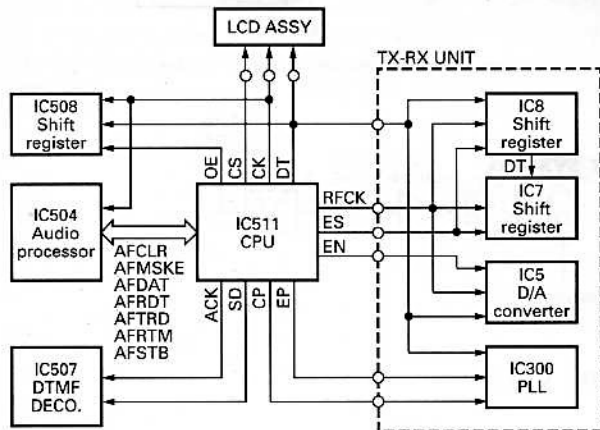 LCD ASSY
TX-RX UNIT
IC508
Shift
register
OE
CS
CK
DT
IC8
Shift
register
DT
IC7
Shift
register
IC504
Audio
processor
IC511
CPU
RFCK
ES
EN
AFCLR
AFMSKE
AFDAT
AFRDT
AFTRD
AFRTM
AFSTB
ACK
SD
CP
EP
IC5
D/A
converter
IC507
DTMF
DECO.
IC300
PLL